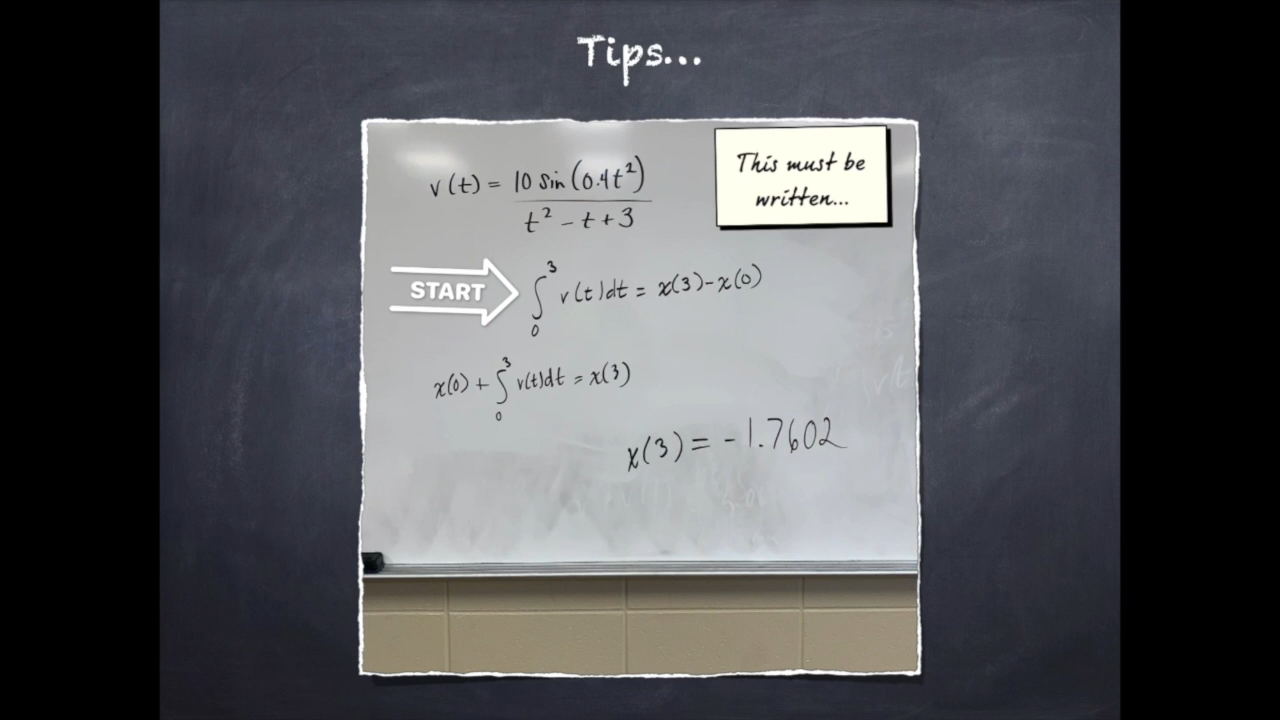 Tips...
This must be
written...
v(t) = 10 sin(0.4t²)
t² - t + 3
START
∫₀³ v(t)dt = x(3)-x(0)
x(0) + ∫₀³ v(t)dt = x(3)
x(3) = -1.7602